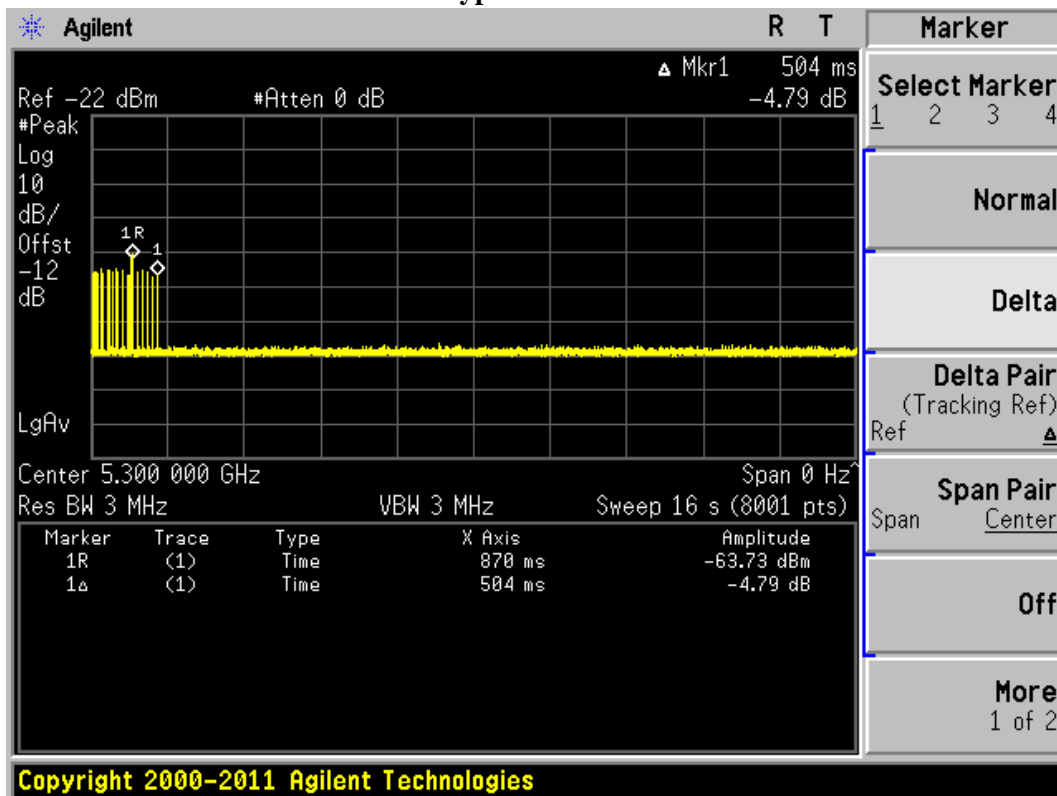 Agilent
R T
Marker
Δ Mkr1 504 ms
Ref -22 dBm #Atten 0 dB -4.79 dB
#Peak
Log
10
dB/
Offst
-12
dB
LgAv
1R
1
Center 5.300 000 GHz Span 0 Hz^
Res BW 3 MHz VBW 3 MHz Sweep 16 s (8001 pts)
Marker Trace Type X Axis Amplitude
1R (1) Time 870 ms -63.73 dBm
1Δ (1) Time 504 ms -4.79 dB
Select Marker
1 2 3 4
Normal
Delta
Delta Pair
(Tracking Ref)
Ref Δ
Span Pair
Span Center
Off
More
1 of 2
Copyright 2000-2011 Agilent Technologies